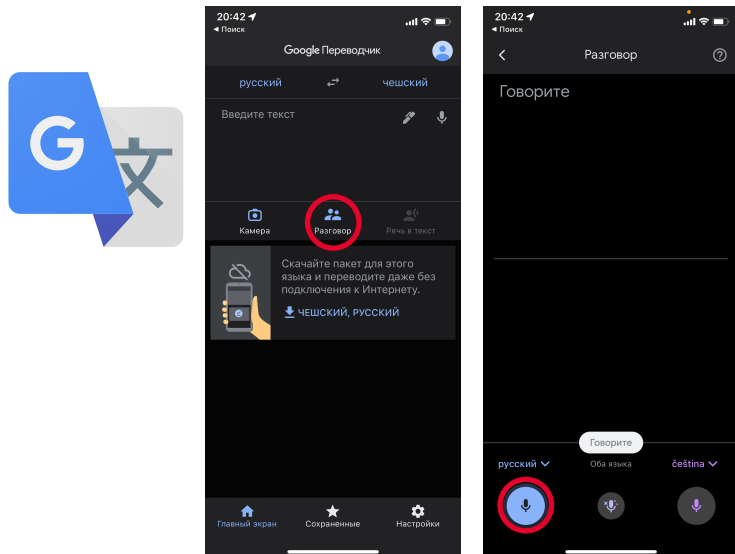 G 文
20:42
Поиск
Google Переводчик
русский
чешский
Введите текст
Камера
Разговор
Речь в текст
Скачайте пакет для этого
языка и переводите даже без
подключения к Интернету.
ЧЕШСКИЙ, РУССКИЙ
Главный экран
Сохраненные
Настройки
20:42
Поиск
Разговор
Говорите
Говорите
русский
Оба языка
čeština